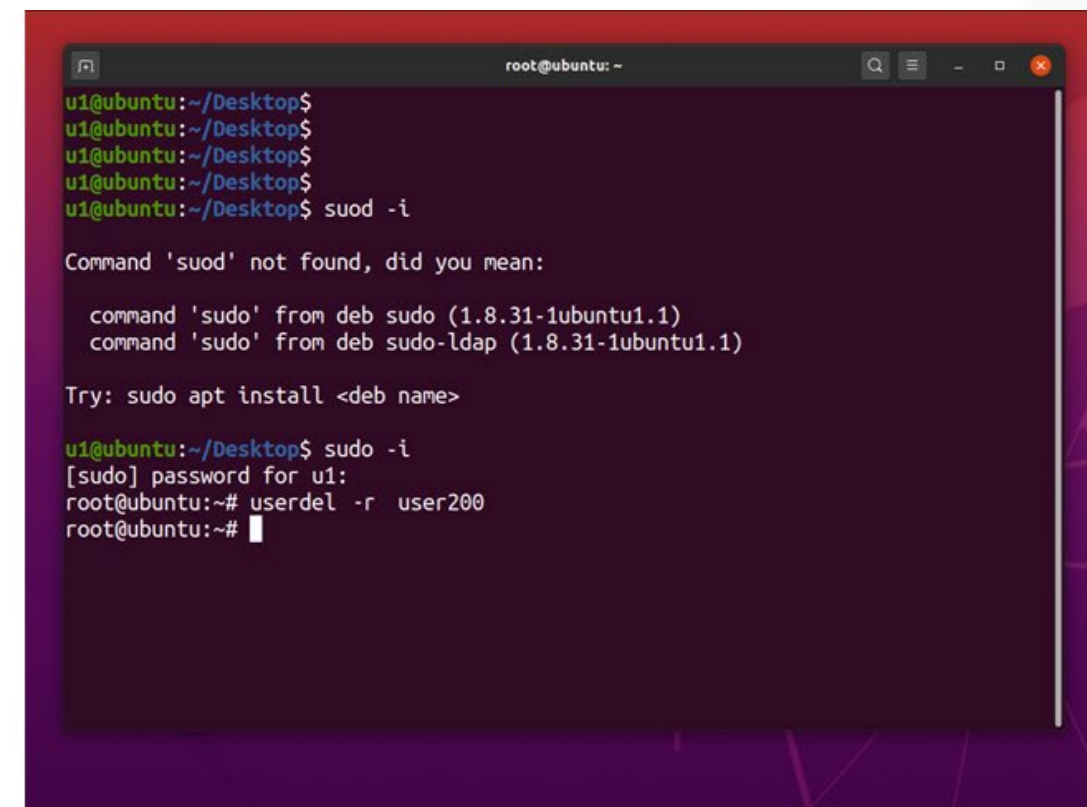 root@ubuntu: ~
u1@ubuntu:~/Desktop$
u1@ubuntu:~/Desktop$
u1@ubuntu:~/Desktop$
u1@ubuntu:~/Desktop$
u1@ubuntu:~/Desktop$ suod -i
Command 'suod' not found, did you mean:
command 'sudo' from deb sudo (1.8.31-1ubuntu1.1)
command 'sudo' from deb sudo-ldap (1.8.31-1ubuntu1.1)
Try: sudo apt install <deb name>
u1@ubuntu:~/Desktop$ sudo -i
[sudo] password for u1:
root@ubuntu:~# userdel -r  user200
root@ubuntu:~#